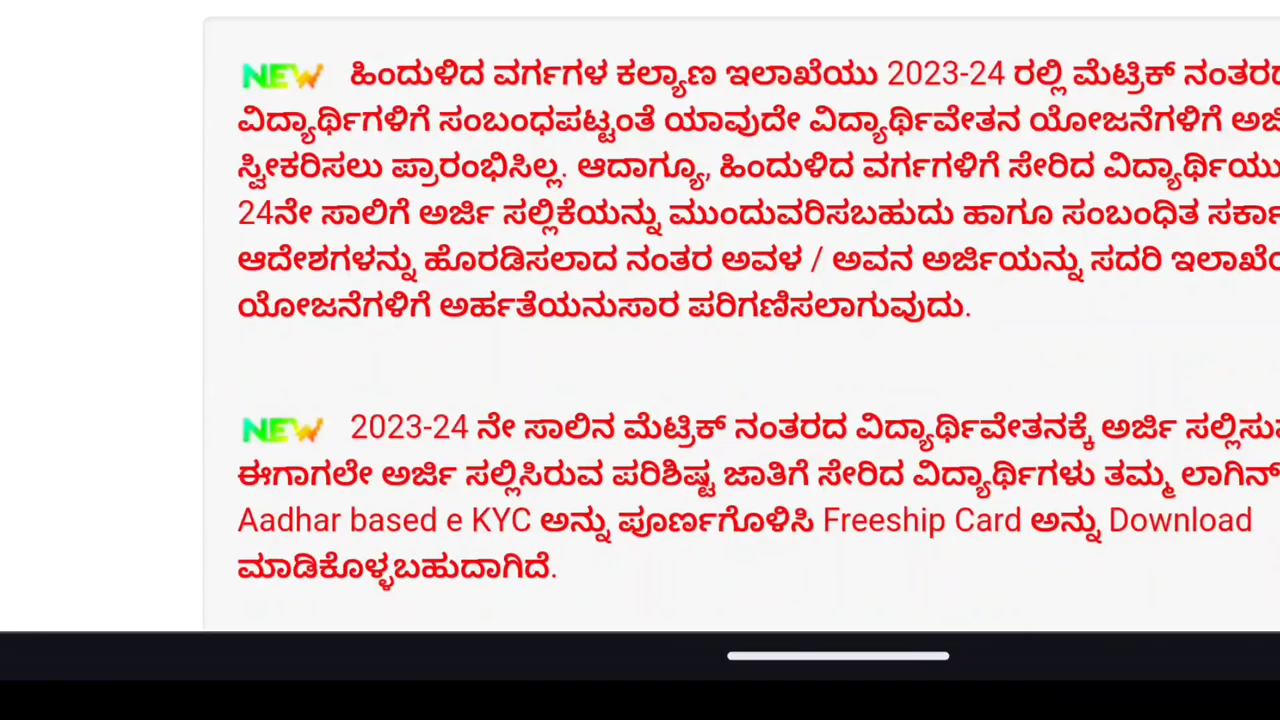 NEW ಹಿಂದುಳಿದ ವರ್ಗಗಳ ಕಲ್ಯಾಣ ಇಲಾಖೆಯು 2023-24 ರಲ್ಲಿ ಮೆಟ್ರಿಕ್
ವಿದ್ಯಾರ್ಥಿಗಳಿಗೆ ಸಂಬಂಧಪಟ್ಟಂತೆ ಯಾವುದೇ ವಿದ್ಯಾರ್ಥಿವೇತನ ಯೋಜನೆಗಳಿಗೆ
ಸ್ವೀಕರಿಸಲು ಪ್ರಾರಂಭಿಸಿಲ್ಲ. ಆದಾಗ್ಯೂ, ಹಿಂದುಳಿದ ವರ್ಗಗಳಿಗೆ ಸೇರಿದ ವಿದ್ಯಾರ್ಥಿಯು
24ನೇ ಸಾಲಿಗೆ ಅರ್ಜಿ ಸಲ್ಲಿಕೆಯನ್ನು ಮುಂದುವರಿಸಬಹುದು ಹಾಗೂ ಸಂಬಂಧಿತ
ಆದೇಶಗಳನ್ನು ಹೊರಡಿಸಲಾದ ನಂತರ ಅವಳ / ಅವನ ಅರ್ಜಿಯನ್ನು ಸದರಿ
ಯೋಜನೆಗಳಿಗೆ ಅರ್ಹತೆಯನುಸಾರ ಪರಿಗಣಿಸಲಾಗುವುದು.
NEW 2023-24 ನೇ ಸಾಲಿನ ಮೆಟ್ರಿಕ್ ನಂತರದ ವಿದ್ಯಾರ್ಥಿವೇತನಕ್ಕೆ ಅರ್ಜಿ
ಈಗಾಗಲೇ ಅರ್ಜಿ ಸಲ್ಲಿಸಿರುವ ಪರಿಶಿಷ್ಟ ಜಾತಿಗೆ ಸೇರಿದ ವಿದ್ಯಾರ್ಥಿಗಳು ತಮ್ಮ ಲಾಗಿನ್
Aadhar based e KYC ಅನ್ನು ಪೂರ್ಣಗೊಳಿಸಿ Freeship Card ಅನ್ನು Download
ಮಾಡಿಕೊಳ್ಳಬಹುದಾಗಿದೆ.